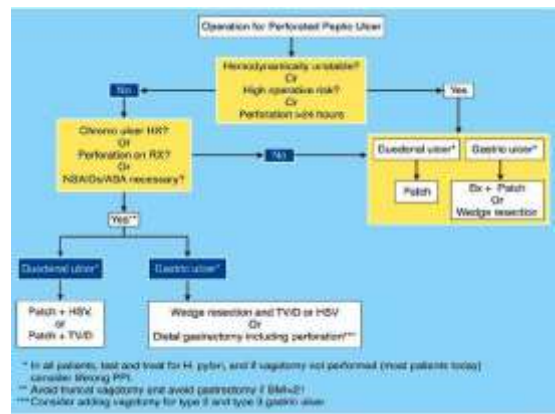 Operation for Perforated Peptic Ulcer
Hemodynamically unstable?
Or
High operative risk?
Or
Perforation >24 hours
No
Yes
Chronic ulcer HX?
Or
Perforation on RX?
Or
NSAIDs/ASA necessary?
No
Duodenal ulcer*
Gastric ulcer*
Patch
Bx + Patch
Or
Wedge resection
Yes**
Duodenal ulcer*
Gastric ulcer*
Patch + HSV,
or
Patch + TV/D
Wedge resection and TV/D or HSV
Or
Distal gastrectomy including perforation***
* In all patients, test and treat for H. pylori, and if vagotomy not performed (most patients today)
consider lifelong PPI.
** Avoid truncal vagotomy and avoid gastrectomy if BMI<21
*** Consider adding vagotomy for type 2 and type 3 gastric ulcer